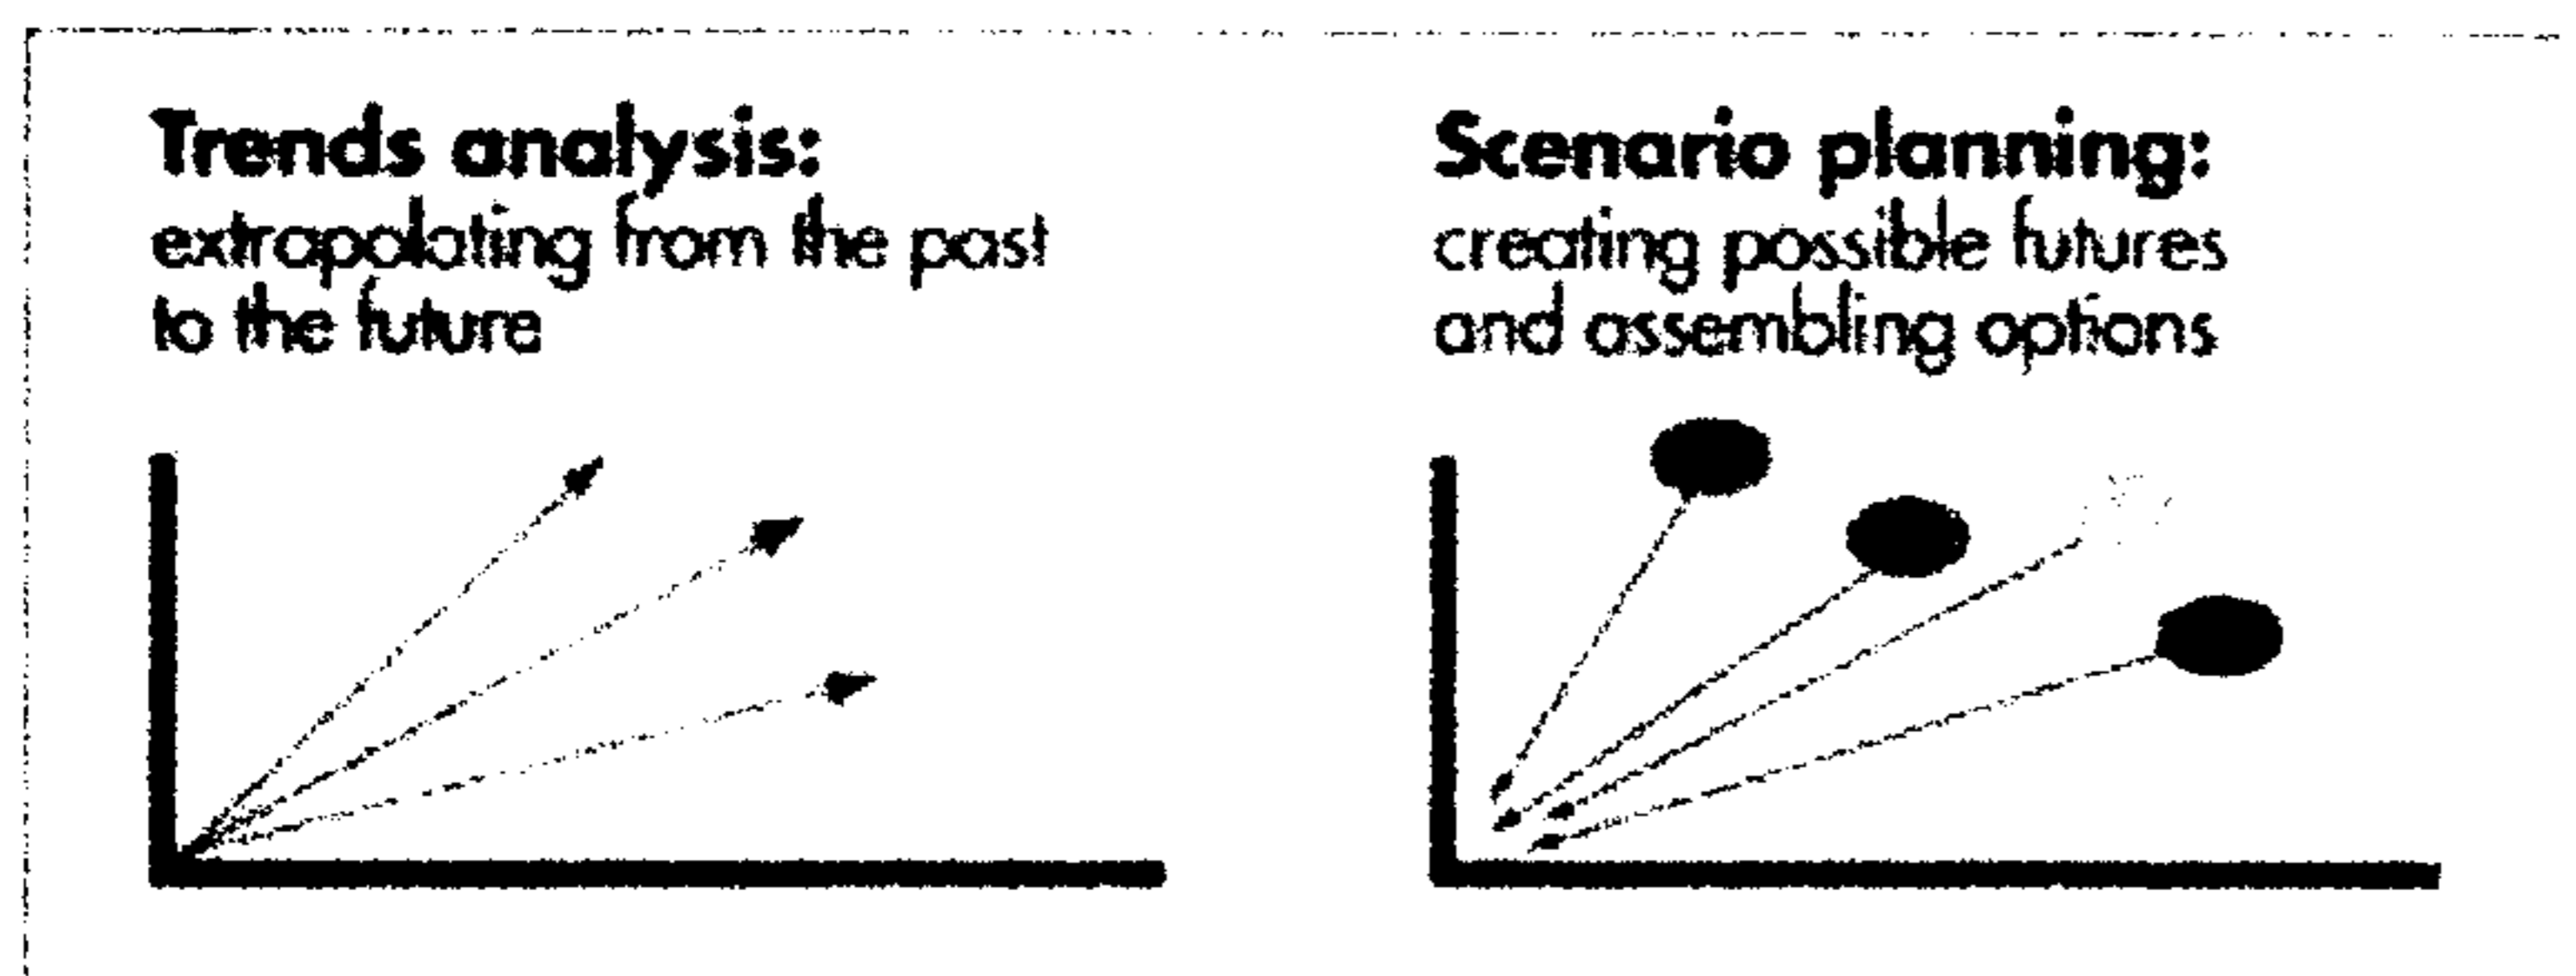 Trends analysis:
extrapolating from the past
to the future
Scenario planning:
creating possible futures
and assembling options